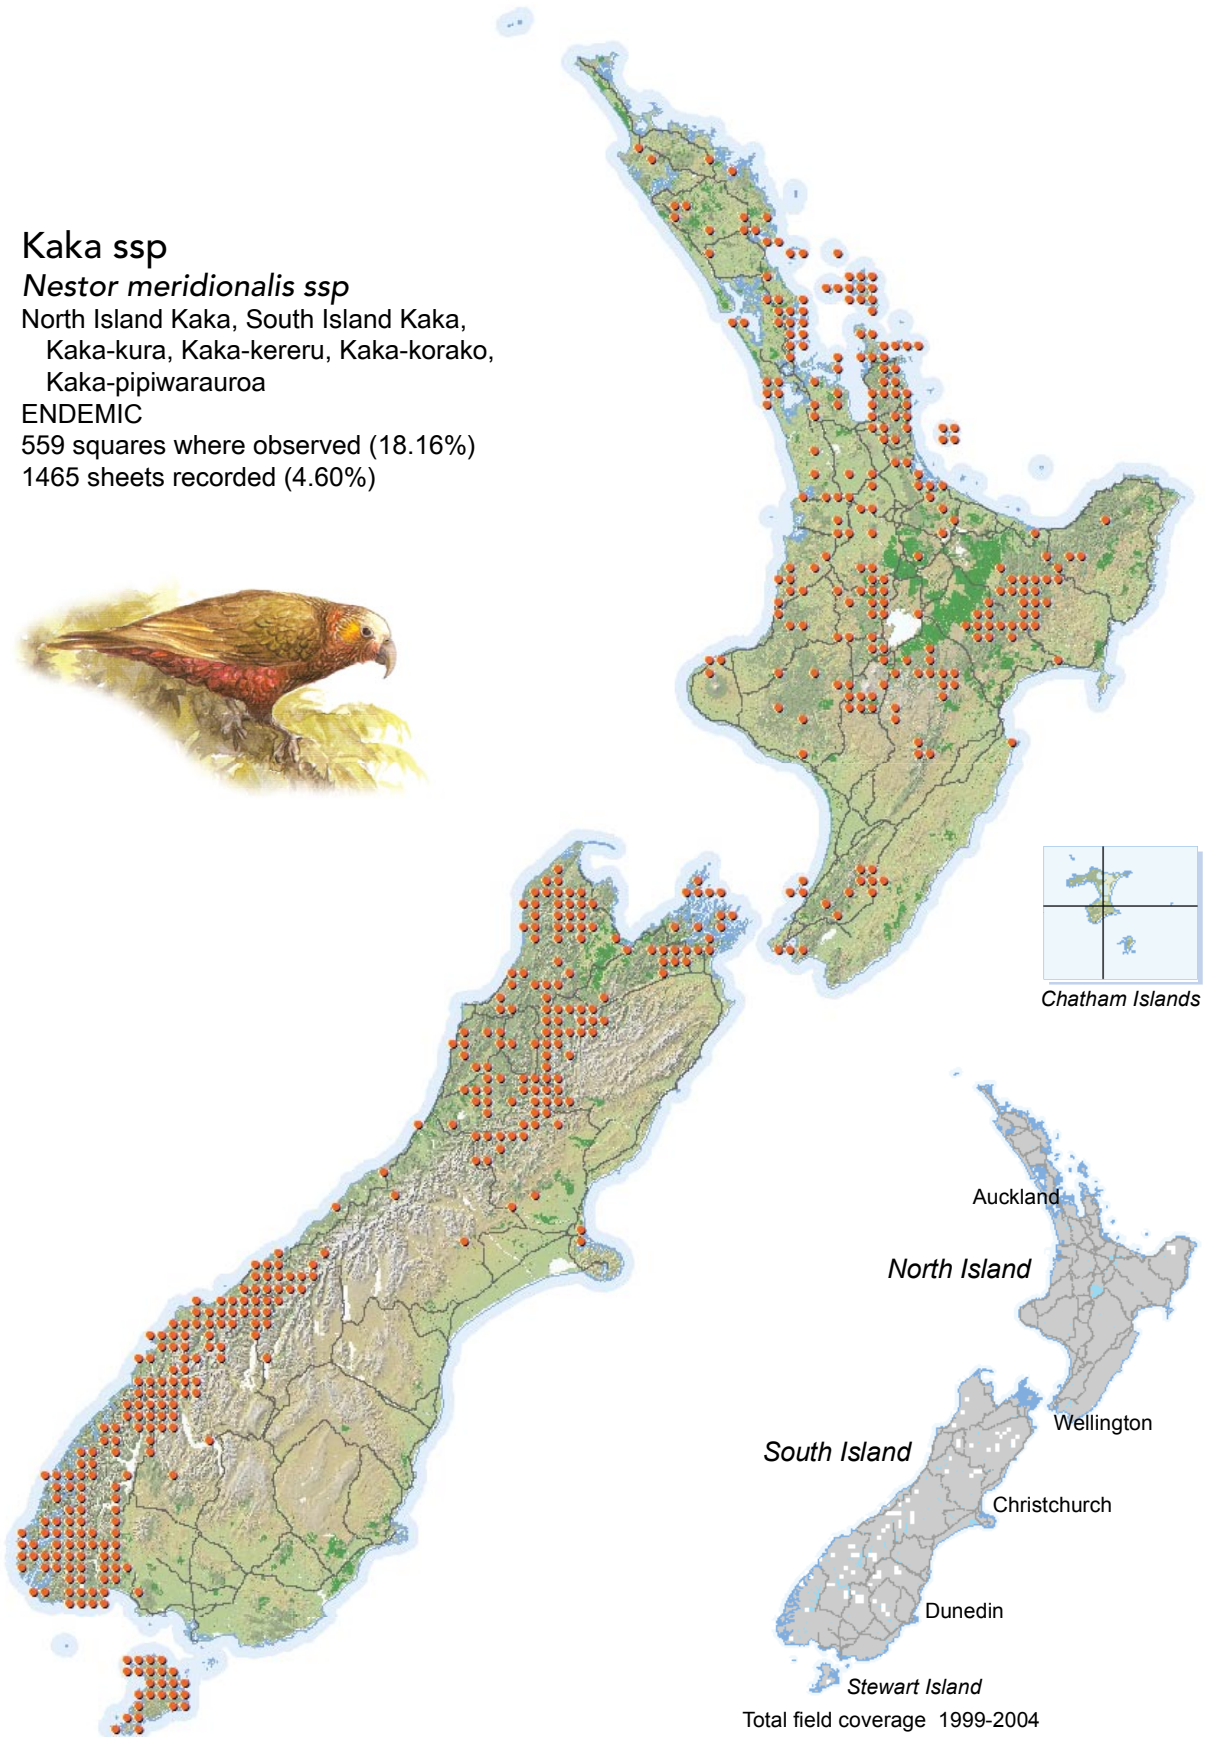 Kaka ssp
Nestor meridionalis ssp
North Island Kaka, South Island Kaka,
Kaka-kura, Kaka-kereru, Kaka-korako,
Kaka-pipiwarauroa
ENDEMIC
559 squares where observed (18.16%)
1465 sheets recorded (4.60%)
Chatham Islands
Auckland
North Island
Wellington
South Island
Christchurch
Dunedin
Stewart Island
Total field coverage 1999-2004